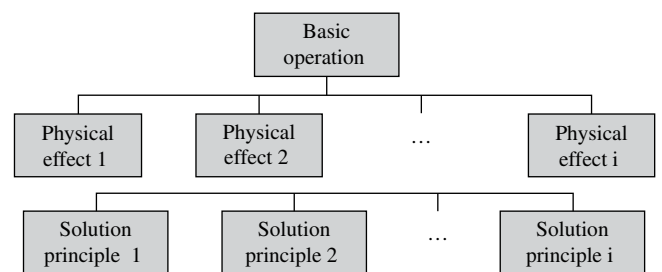 Basic
operation
Physical
effect 1
Physical
effect 2
...
Physical
effect i
Solution
principle 1
Solution
principle 2
...
Solution
principle i